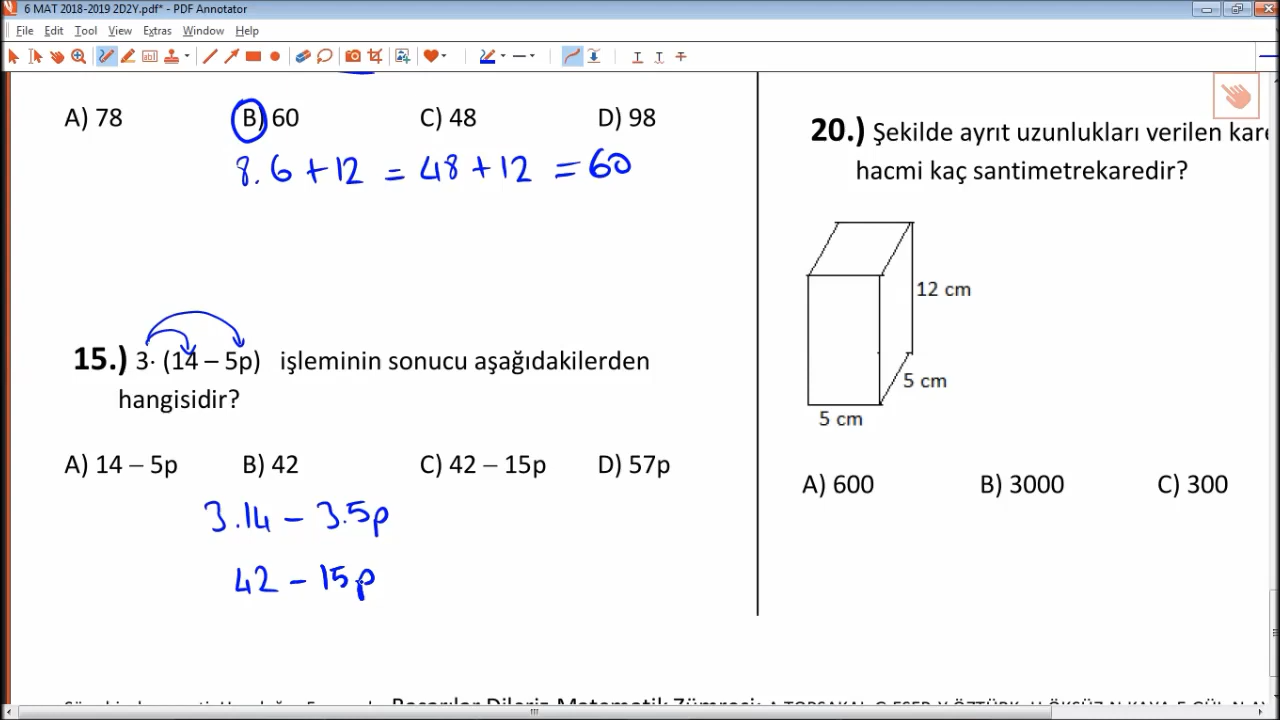 6 MAT 2018-2019 2D2Y.pdf* - PDF Annotator
File Edit Tool View Extras Window Help
A) 78 B) 60 C) 48 D) 98
8.6 + 12 = 48 + 12 = 60
15.) 3· (14 – 5p) işleminin sonucu aşağıdakilerden
hangisidir?
A) 14 – 5p B) 42 C) 42 – 15p D) 57p
3.14 – 3.5p
42 – 15p
20.) Şekilde ayrıt uzunlukları verilen kare
hacmi kaç santimetrekaredir?
12 cm
5 cm
5 cm
A) 600 B) 3000 C) 300
Başarılar Dileriz Matematik Zümresi